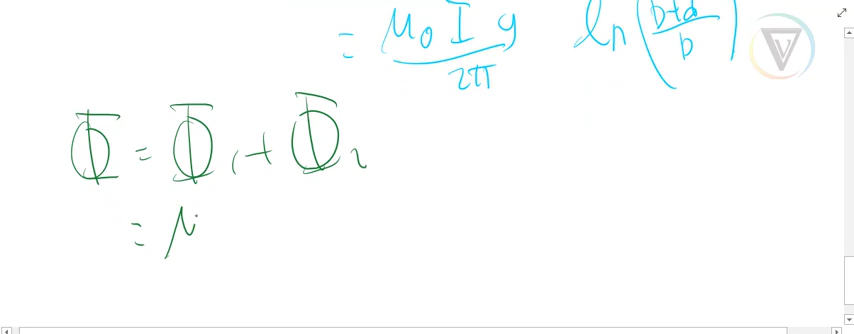 = μ₀ I y / 2π ln((b+d)/b)
Φ = Φ₁ + Φ₂
= μ